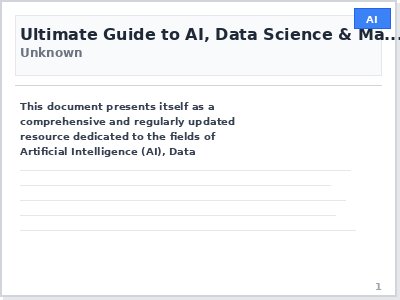 AI
Ultimate Guide to AI, Data Science & Ma...
Unknown
This document presents itself as a
comprehensive and regularly updated
resource dedicated to the fields of
Artificial Intelligence (AI), Data
1